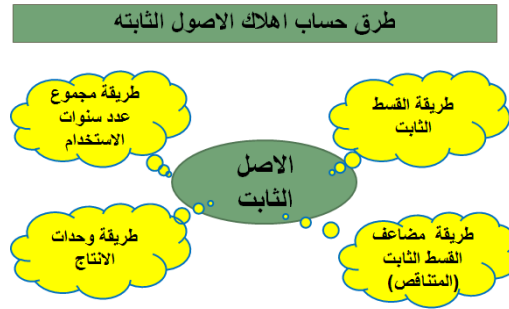 طرق حساب اهلاك الاصول الثابته
طريقة القسط
الثابت
طريقة مجموع
عدد سنوات
الاستخدام
الاصل
الثابت
طريقة مضاعف
القسط الثابت
(المتناقص)
طريقة وحدات
الانتاج